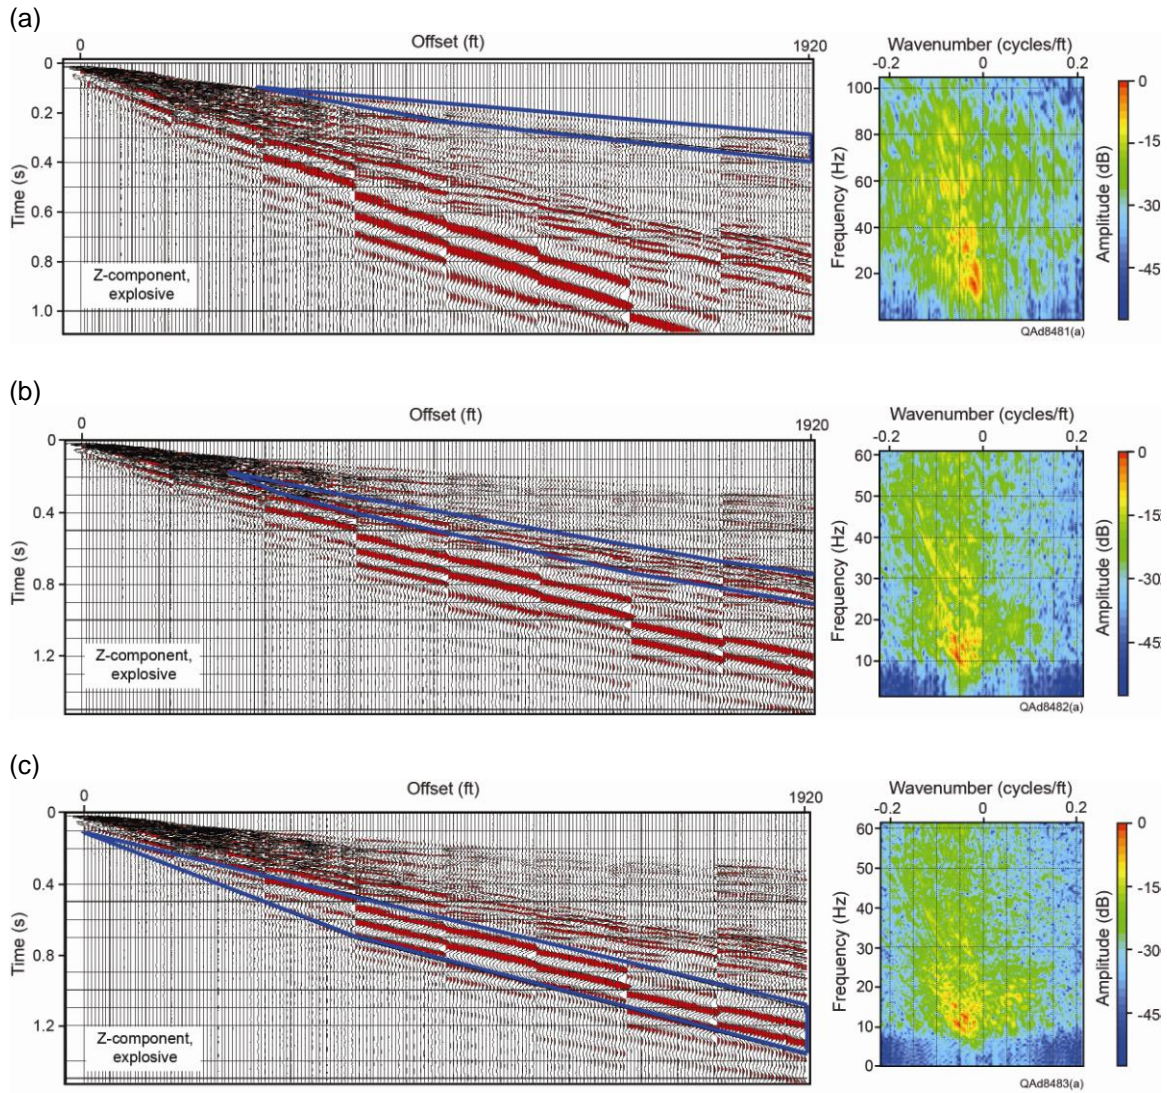 (a)
Offset (ft)
0 1920
Time (s)
0
0.2
0.4
0.6
0.8
1.0
Z-component,
explosive
Wavenumber (cycles/ft)
-0.2 0 0.2
Frequency (Hz)
100
80
60
40
20
Amplitude (dB)
0
-15
-45
QAd8481(a)
(b)
Offset (ft)
0 1920
Time (s)
0
0.4
0.8
1.2
Z-component,
explosive
Wavenumber (cycles/ft)
-0.2 0 0.2
Frequency (Hz)
60
50
40
30
20
10
Amplitude (dB)
0
-15
-45
QAd8482(a)
(c)
Offset (ft)
0 1920
Time (s)
0
0.4
0.8
1.2
Z-component,
explosive
Wavenumber (cycles/ft)
-0.2 0 0.2
Frequency (Hz)
60
50
40
30
20
10
0
Amplitude (dB)
0
-15
-45
QAd8483(a)